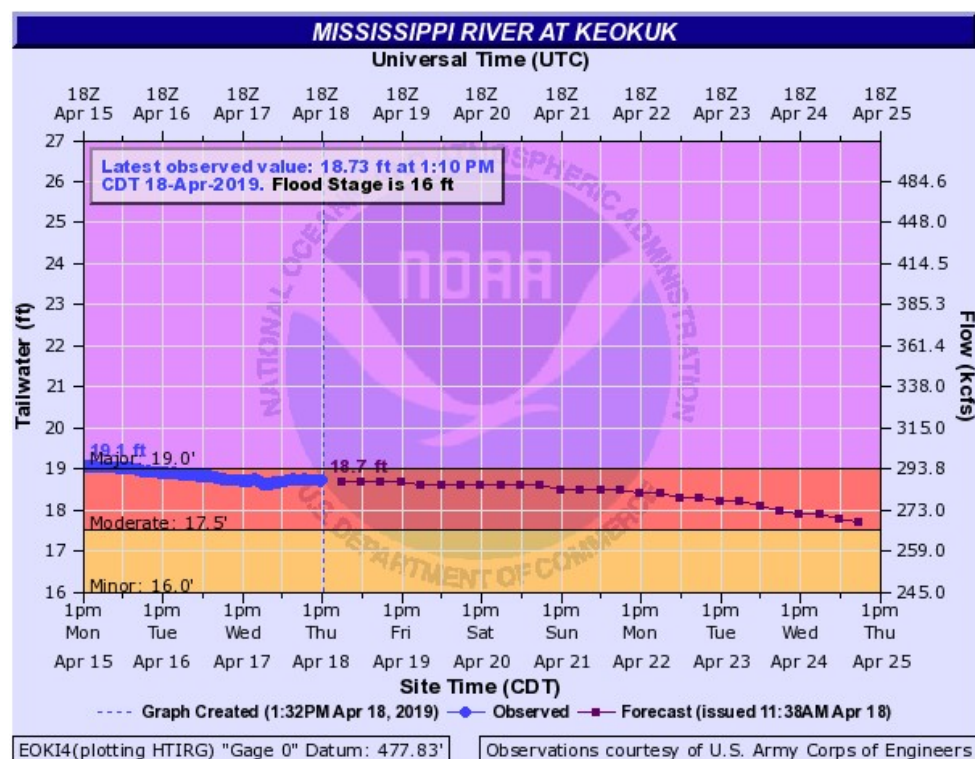 MISSISSIPPI RIVER AT KEOKUK
Universal Time (UTC)
18Z 18Z 18Z 18Z 18Z 18Z 18Z 18Z 18Z 18Z 18Z
Apr 15 Apr 16 Apr 17 Apr 18 Apr 19 Apr 20 Apr 21 Apr 22 Apr 23 Apr 24 Apr 25
Latest observed value: 18.73 ft at 1:10 PM
CDT 18-Apr-2019. Flood Stage is 16 ft
Tailwater (ft)
27
26
25
24
23
22
21
20
19
18
17
16
484.6
448.0
414.5
385.3
361.4
338.0
315.0
293.8
273.0
259.0
245.0
Flow (kcfs)
NOAA
NATIONAL OCEANIC AND ATMOSPHERIC ADMINISTRATION
U.S. DEPARTMENT OF COMMERCE
19.1 ft
Major: 19.0'
18.7 ft
Moderate: 17.5'
Minor: 16.0'
1pm 1pm 1pm 1pm 1pm 1pm 1pm 1pm 1pm 1pm 1pm
Mon Tue Wed Thu Fri Sat Sun Mon Tue Wed Thu
Apr 15 Apr 16 Apr 17 Apr 18 Apr 19 Apr 20 Apr 21 Apr 22 Apr 23 Apr 24 Apr 25
Site Time (CDT)
Graph Created (1:32PM Apr 18, 2019) Observed Forecast (issued 11:38AM Apr 18)
EOKI4(plotting HTIRG) "Gage 0" Datum: 477.83'
Observations courtesy of U.S. Army Corps of Engineers